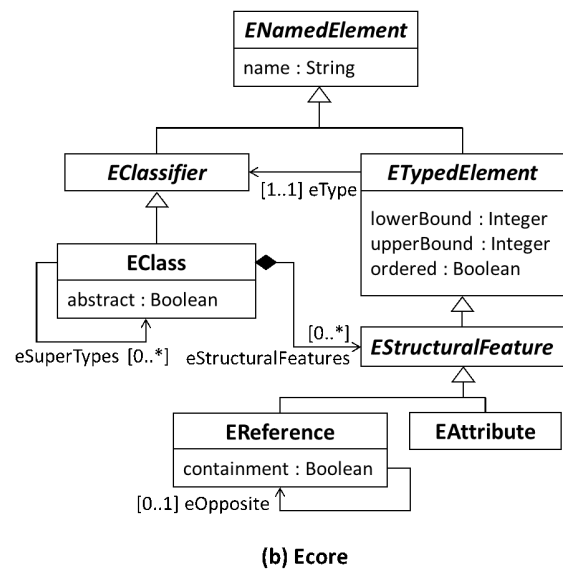 ENamedElement
name : String
EClassifier
ETypedElement
[1..1] eType
lowerBound : Integer
upperBound : Integer
ordered : Boolean
EClass
abstract : Boolean
[0..*]
eSuperTypes [0..*]
eStructuralFeatures
EStructuralFeature
EReference
EAttribute
containment : Boolean
[0..1] eOpposite
(b) Ecore